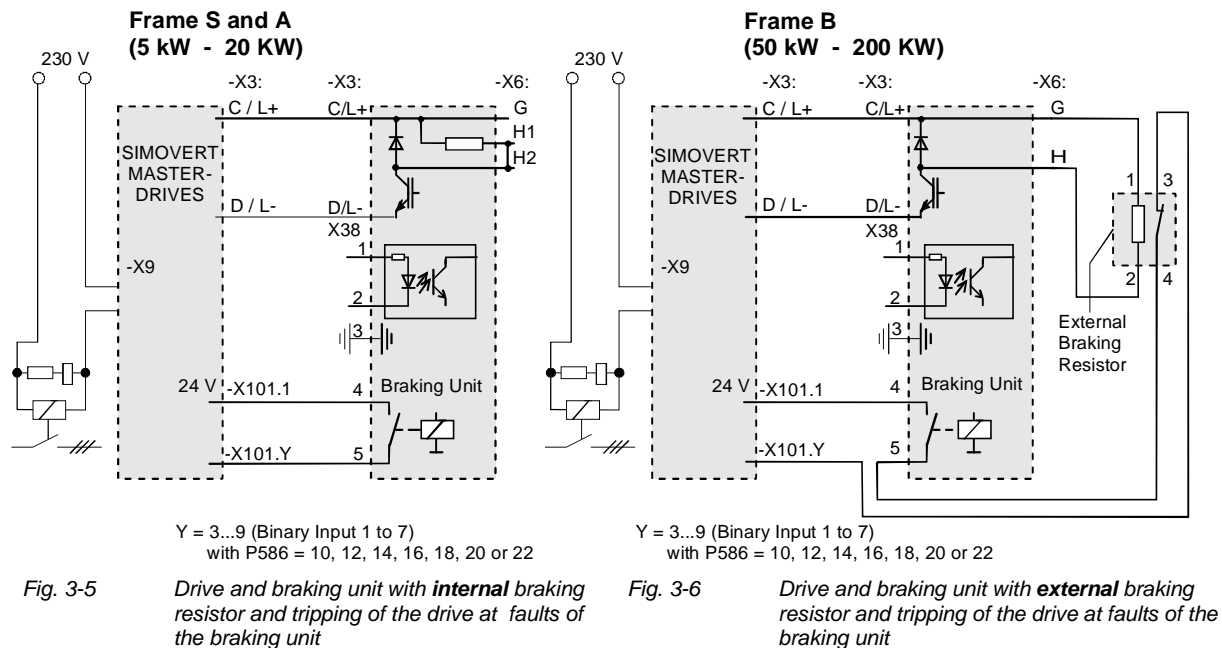 Frame S and A
(5 kW - 20 KW)
230 V
-X3:
-X3:
-X6:
C / L+
C/L+
G
H1
H2
SIMOVERT
MASTER-
DRIVES
D / L-
D/L-
X38
1
-X9
2
3
24 V
-X101.1
4
Braking Unit
-X101.Y
5
Y = 3...9 (Binary Input 1 to 7)
with P586 = 10, 12, 14, 16, 18, 20 or 22
Fig. 3-5 Drive and braking unit with internal braking
resistor and tripping of the drive at faults of
the braking unit
Frame B
(50 kW - 200 KW)
230 V
-X3:
-X3:
-X6:
C / L+
C/L+
G
SIMOVERT
MASTER-
DRIVES
H
1 3
D / L-
D/L-
X38
1
-X9
2
2 4
3
External
Braking
Resistor
24 V
-X101.1
4
Braking Unit
-X101.Y
5
Y = 3...9 (Binary Input 1 to 7)
with P586 = 10, 12, 14, 16, 18, 20 or 22
Fig. 3-6 Drive and braking unit with external braking
resistor and tripping of the drive at faults of the
braking unit